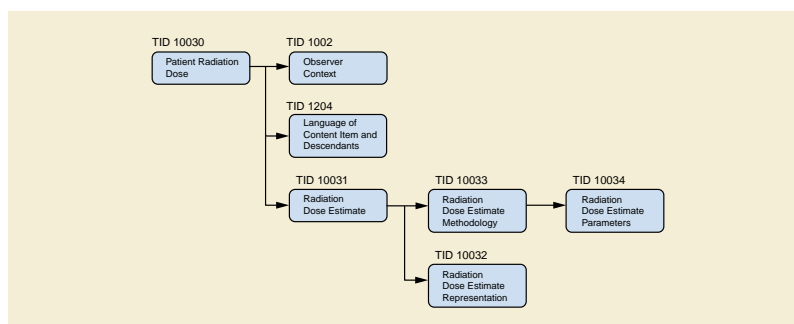 TID 10030
Patient Radiation
Dose
TID 1002
Observer
Context
TID 1204
Language of
Content Item and
Descendants
TID 10031
Radiation
Dose Estimate
TID 10033
Radiation
Dose Estimate
Methodology
TID 10034
Radiation
Dose Estimate
Parameters
TID 10032
Radiation
Dose Estimate
Representation